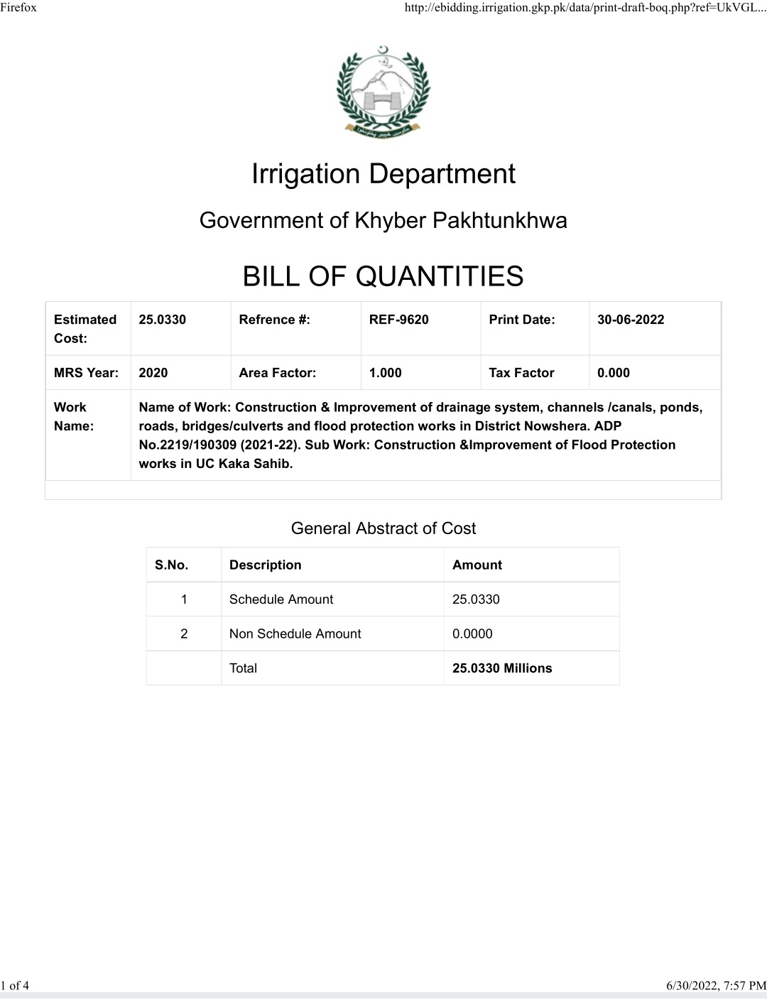 Firefox http://ebidding.irrigation.gkp.pk/data/print-draft-boq.php?ref=UkVGL...
حکومت خیبر پختونخوا
Irrigation Department
Government of Khyber Pakhtunkhwa
BILL OF QUANTITIES
Estimated Cost: 25.0330 Refrence #: REF-9620 Print Date: 30-06-2022
MRS Year: 2020 Area Factor: 1.000 Tax Factor 0.000
Work Name: Name of Work: Construction & Improvement of drainage system, channels /canals, ponds,
roads, bridges/culverts and flood protection works in District Nowshera. ADP
No.2219/190309 (2021-22). Sub Work: Construction &Improvement of Flood Protection
works in UC Kaka Sahib.
General Abstract of Cost
S.No. Description Amount
1 Schedule Amount 25.0330
2 Non Schedule Amount 0.0000
Total 25.0330 Millions
1 of 4 6/30/2022, 7:57 PM